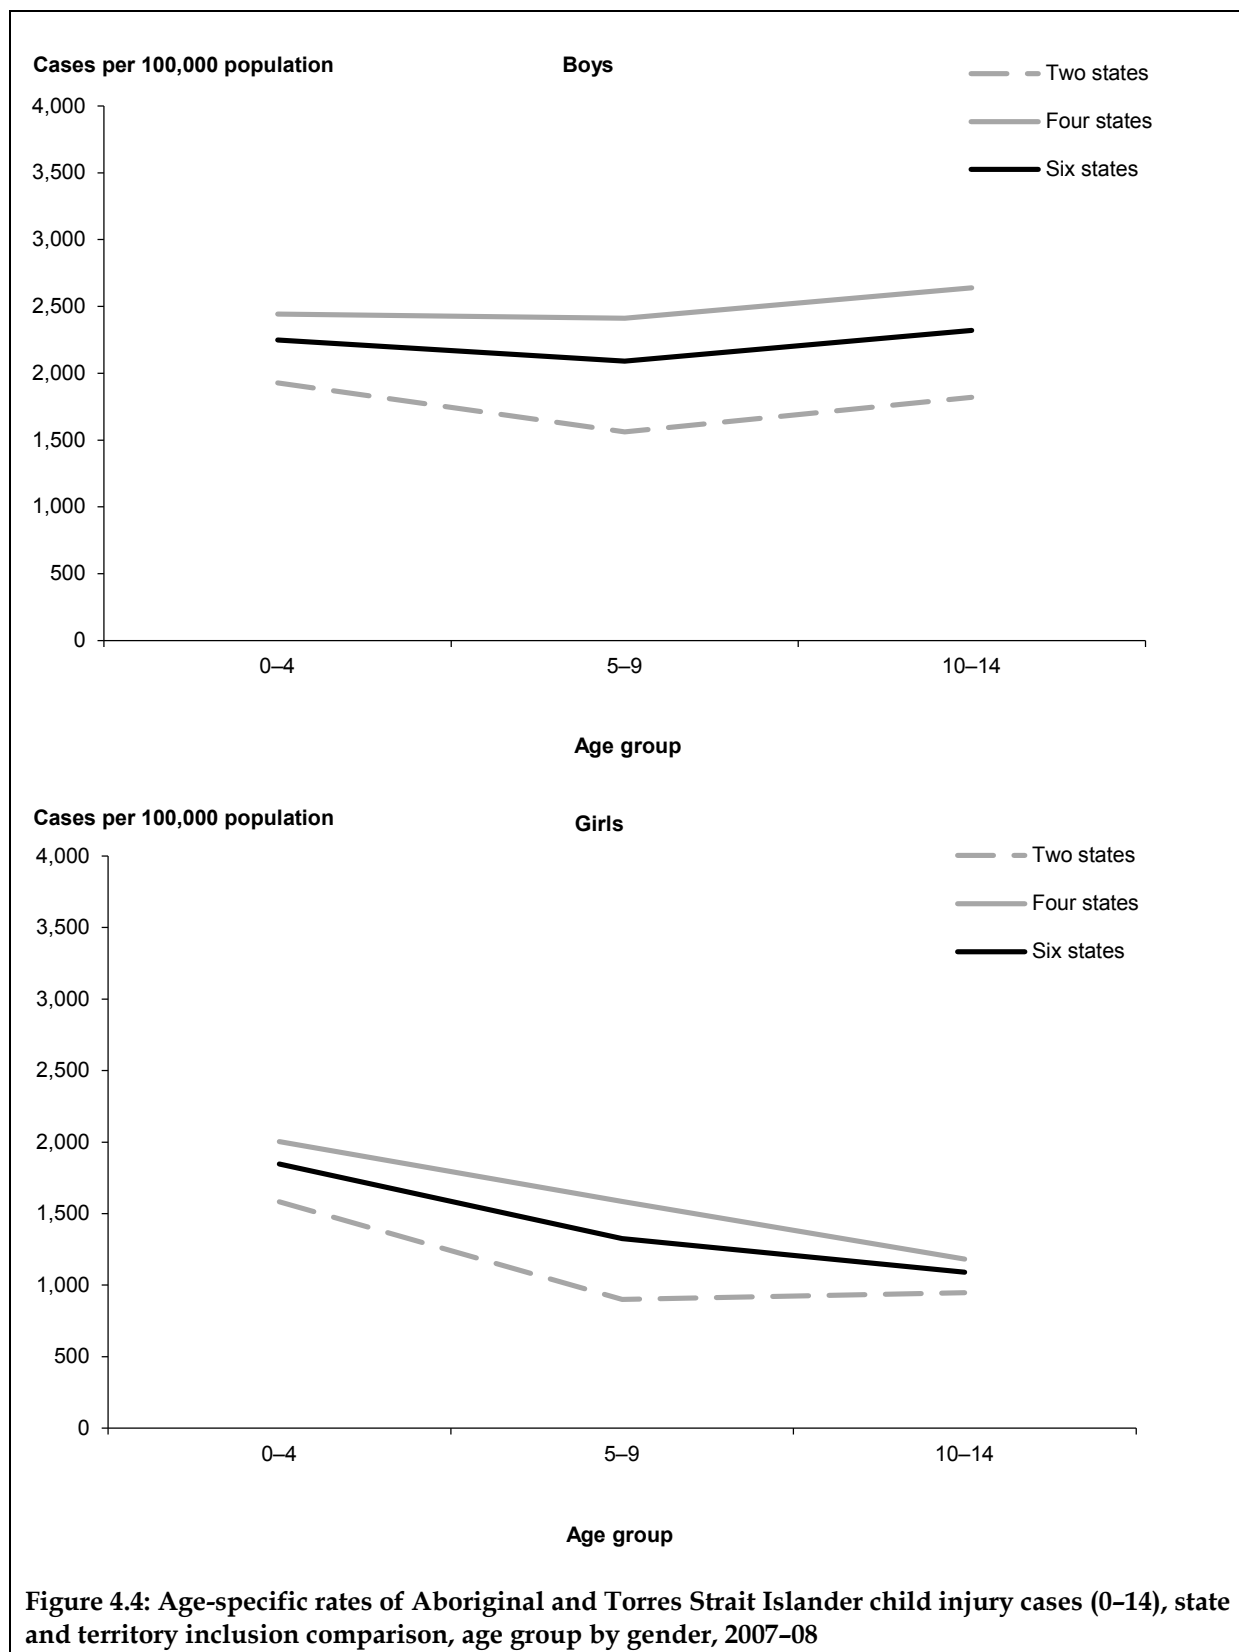 Cases per 100,000 population
Boys
Two states
Four states
Six states
4,000
3,500
3,000
2,500
2,000
1,500
1,000
500
0
0–4
5–9
10–14
Age group
Cases per 100,000 population
Girls
Two states
Four states
Six states
4,000
3,500
3,000
2,500
2,000
1,500
1,000
500
0
0–4
5–9
10–14
Age group
Figure 4.4: Age-specific rates of Aboriginal and Torres Strait Islander child injury cases (0–14), state
and territory inclusion comparison, age group by gender, 2007–08